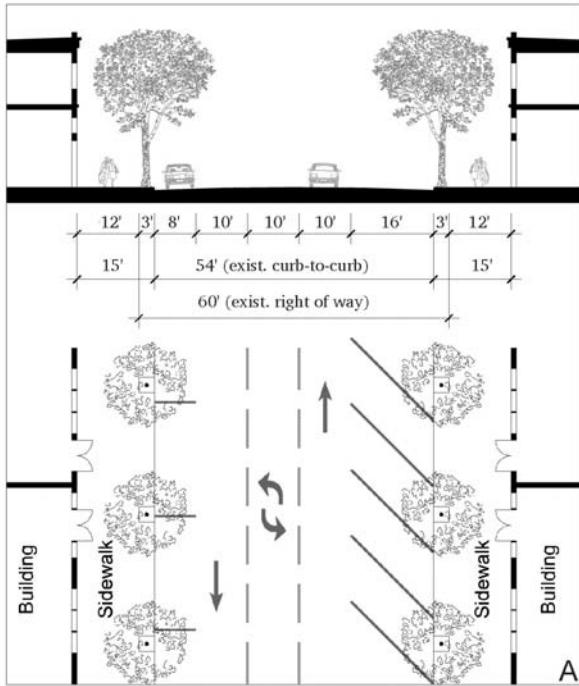 12' 3' 8' 10' 10' 10' 16' 3' 12'
15' 54' (exist. curb-to-curb) 15'
60' (exist. right of way)
Building
Sidewalk
Sidewalk
Building
A